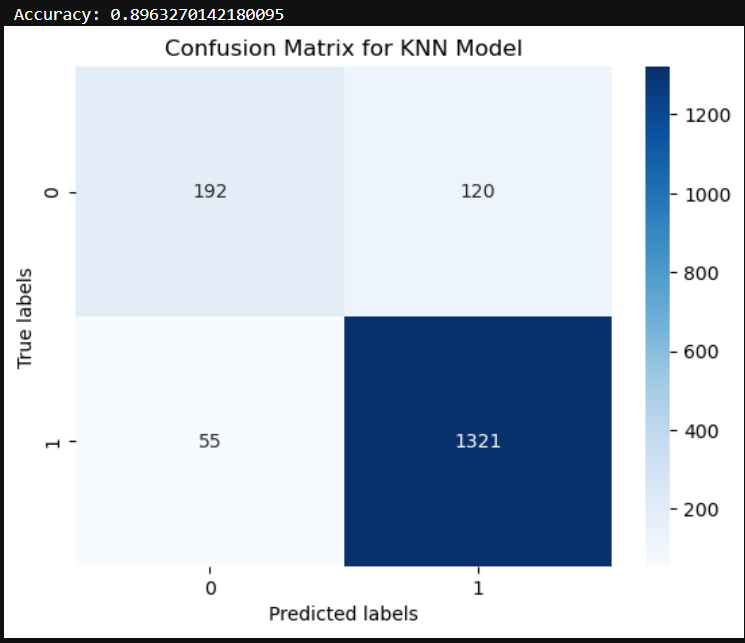 Accuracy: 0.8963270142180095
Confusion Matrix for KNN Model
1200
1000
800
600
400
200
True labels
0
192 120
1
55 1321
0 1
Predicted labels